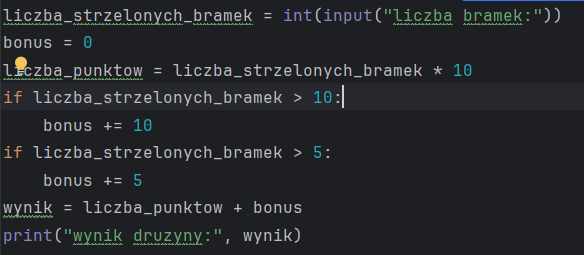 liczba_strzelonych_bramek = int(input("liczba bramek:"))
bonus = 0
liczba_punktow = liczba_strzelonych_bramek * 10
if liczba_strzelonych_bramek > 10:
    bonus += 10
if liczba_strzelonych_bramek > 5:
    bonus += 5
wynik = liczba_punktow + bonus
print("wynik druzyny:", wynik)